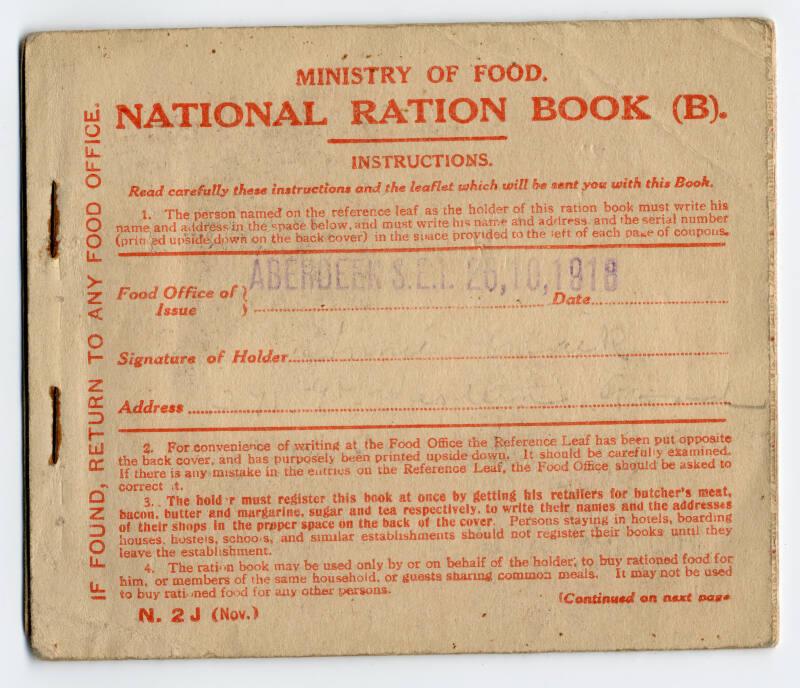 MINISTRY OF FOOD.
NATIONAL RATION BOOK (B).
INSTRUCTIONS.
Read carefully these instructions and the leaflet which will be sent you with this Book.
1. The person named on the reference leaf as the holder of this ration book must write his
name and address in the space below, and must write his name and address and the serial number
(printed upside down on the back cover) in the space provided to the left of each page of coupons.
ABERDEEN S.E.1. 26,10,1918
Food Office of } Date
Issue
Signature of Holder
Address
2. For convenience of writing at the Food Office the Reference Leaf has been put opposite
the back cover, and has purposely been printed upside down. It should be carefully examined.
If there is any mistake in the entries on the Reference Leaf, the Food Office should be asked to
correct it.
3. The holder must register this book at once by getting his retailers for butcher's meat,
bacon, butter and margarine, sugar and tea respectively, to write their names and the addresses
of their shops in the proper space on the back of the cover. Persons staying in hotels, boarding
houses, hostels, schools, and similar establishments should not register their books until they
leave the establishment.
4. The ration book may be used only by or on behalf of the holder, to buy rationed food for
him, or members of the same household, or guests sharing common meals. It may not be used
to buy rationed food for any other persons.
N. 2 J (Nov.)
(Continued on next page
IF FOUND, RETURN TO ANY FOOD OFFICE.